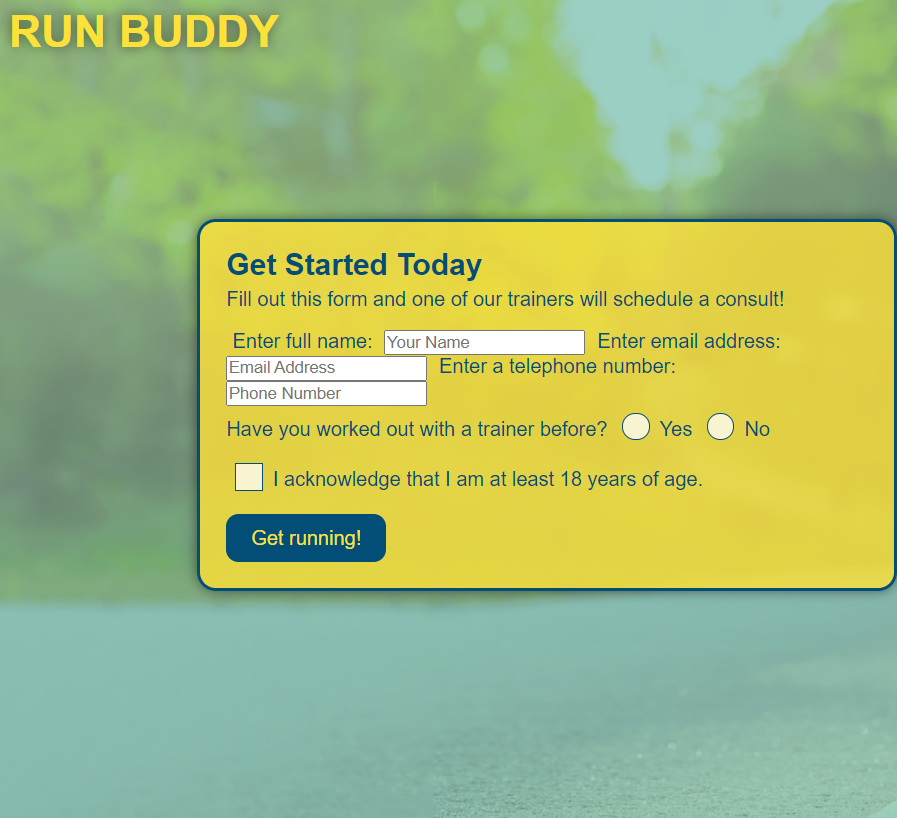 RUN BUDDY
Get Started Today
Fill out this form and one of our trainers will schedule a consult!
Enter full name: Your Name Enter email address:
Email Address Enter a telephone number:
Phone Number
Have you worked out with a trainer before? Yes No
I acknowledge that I am at least 18 years of age.
Get running!